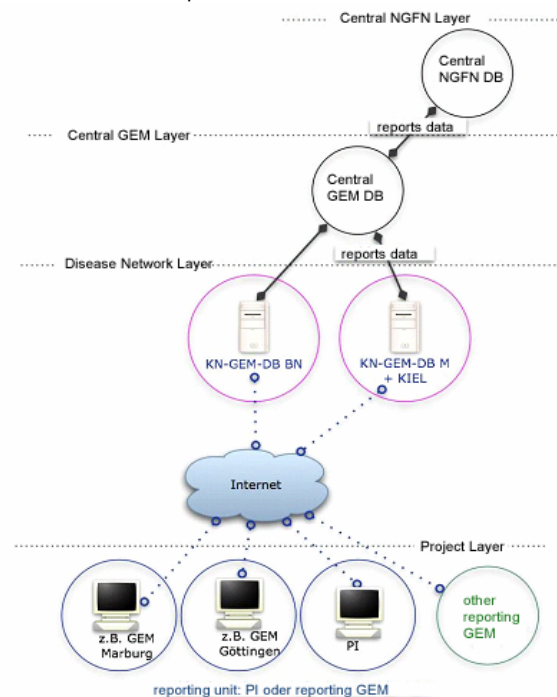 Central NGFN Layer
Central
NGFN DB
reports data
Central GEM Layer
Central
GEM DB
reports data
Disease Network Layer
KN-GEM-DB BN
KN-GEM-DB M
+ KIEL
Internet
Project Layer
z.B. GEM
Marburg
z.B. GEM
Göttingen
PI
other
reporting
GEM
reporting unit: PI oder reporting GEM